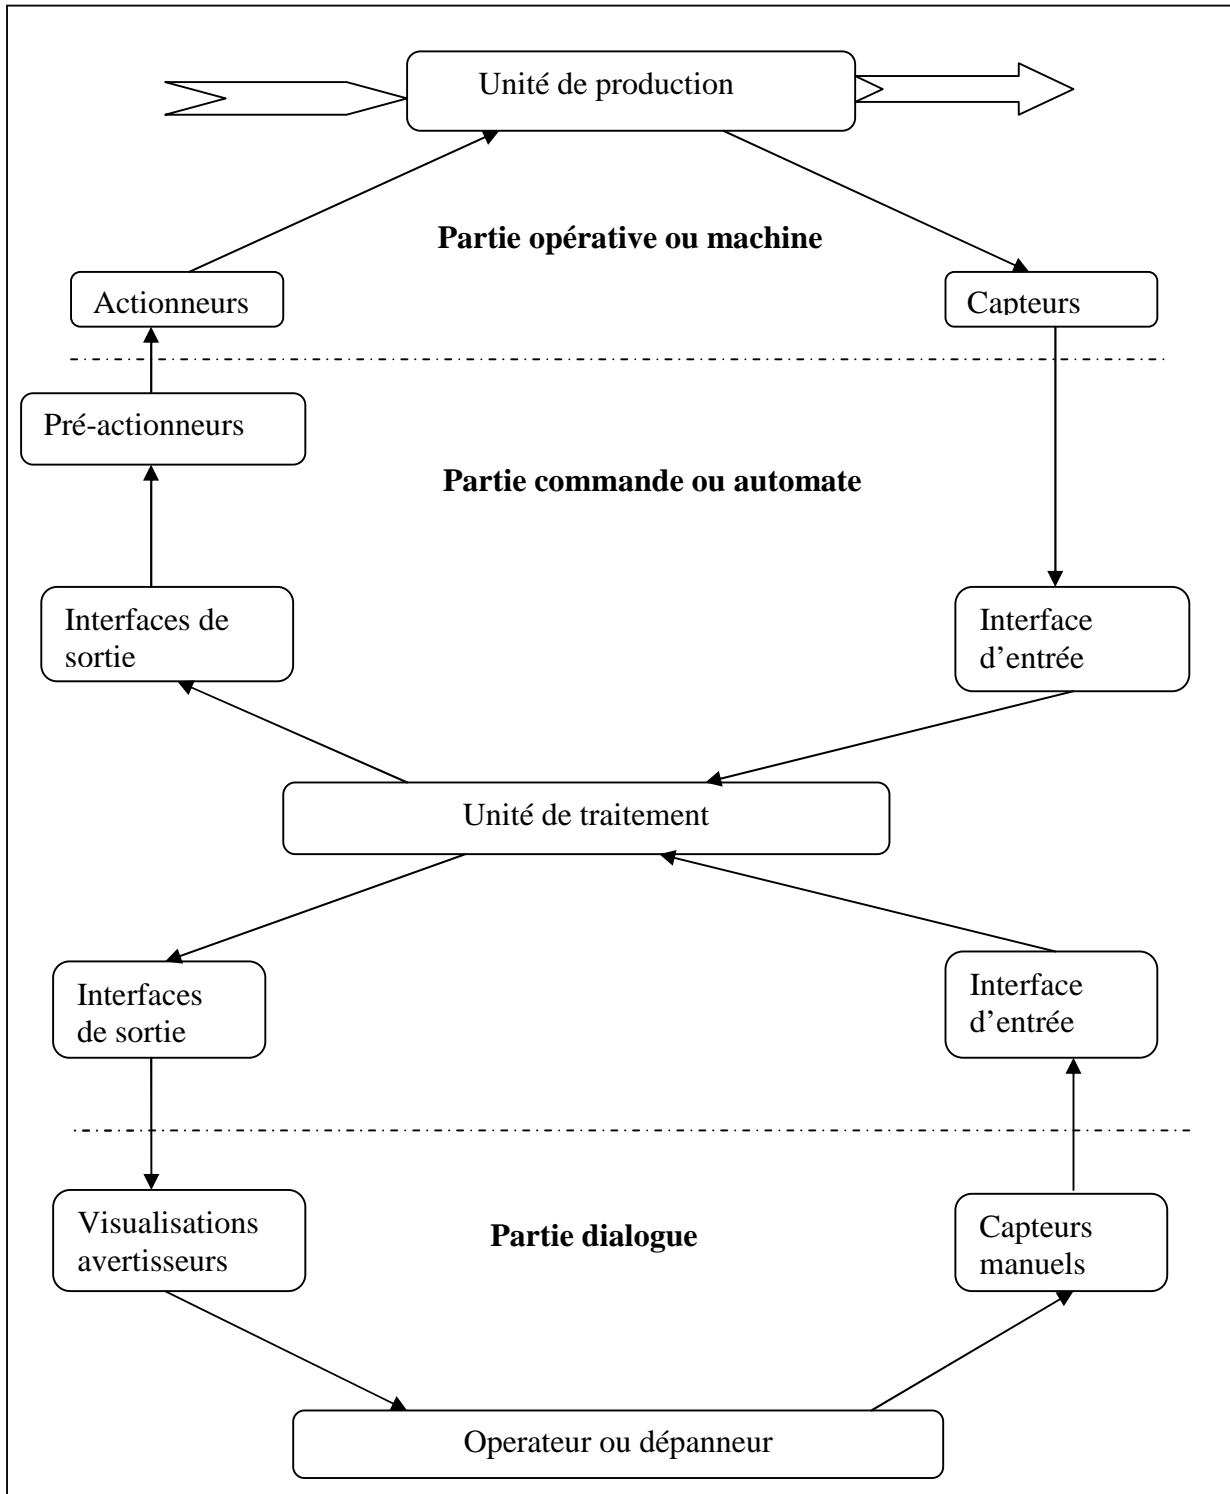 Unité de production
Partie opérative ou machine
Actionneurs
Capteurs
Pré-actionneurs
Partie commande ou automate
Interfaces de
sortie
Interface
d’entrée
Unité de traitement
Interfaces
de sortie
Interface
d’entrée
Visualisations
avertisseurs
Partie dialogue
Capteurs
manuels
Operateur ou dépanneur